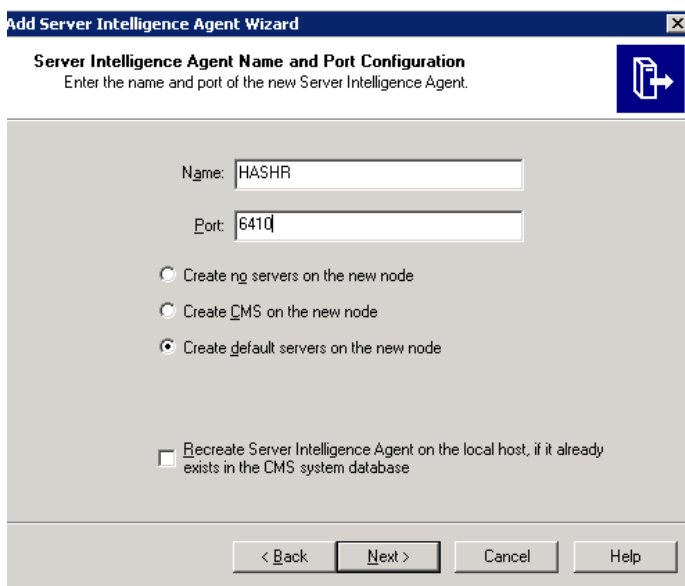 Add Server Intelligence Agent Wizard
Server Intelligence Agent Name and Port Configuration
Enter the name and port of the new Server Intelligence Agent.
Name: HASHR
Port: 6410
Create no servers on the new node
Create CMS on the new node
Create default servers on the new node
Recreate Server Intelligence Agent on the local host, if it already
exists in the CMS system database
< Back Next > Cancel Help